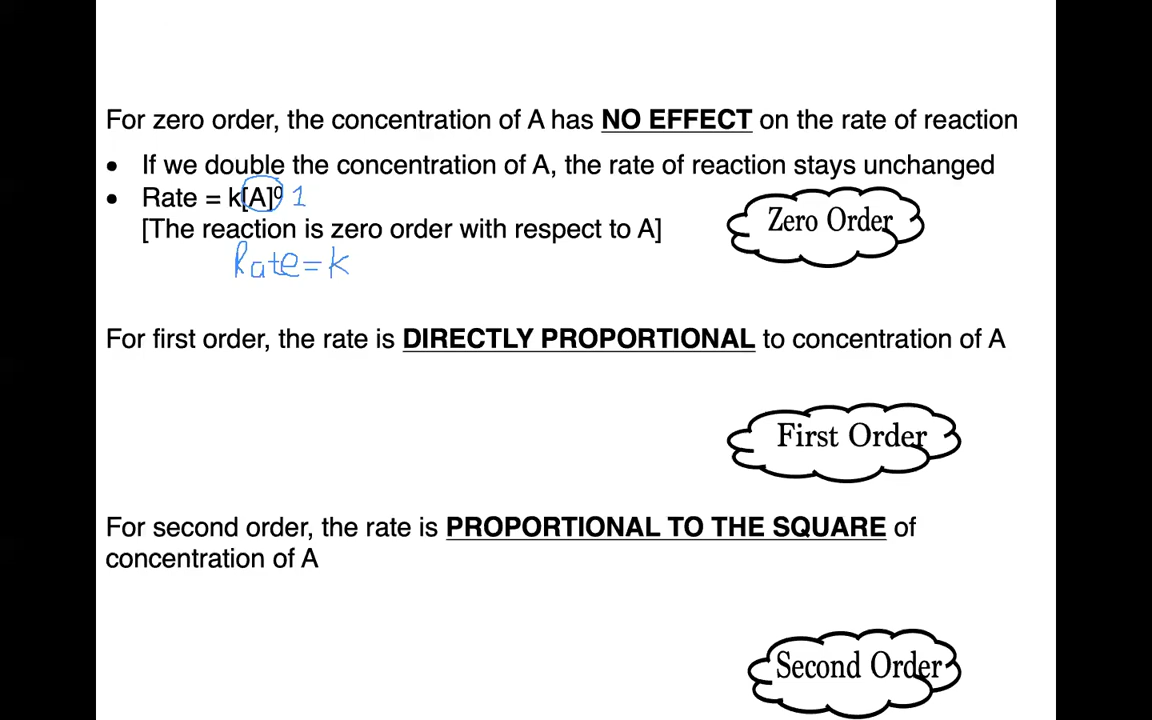 For zero order, the concentration of A has NO EFFECT on the rate of reaction
• If we double the concentration of A, the rate of reaction stays unchanged
• Rate = k[A]⁰ 1
[The reaction is zero order with respect to A]
Zero Order
Rate = k
For first order, the rate is DIRECTLY PROPORTIONAL to concentration of A
First Order
For second order, the rate is PROPORTIONAL TO THE SQUARE of
concentration of A
Second Order